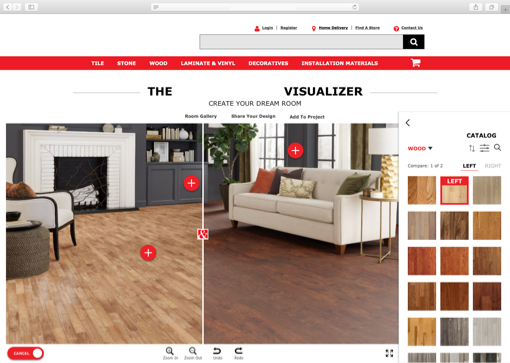 Login | Register
Home Delivery | Find A Store
Contact Us
TILE STONE WOOD LAMINATE & VINYL DECORATIVES INSTALLATION MATERIALS
THE VISUALIZER
CREATE YOUR DREAM ROOM
Room Gallery Share Your Design Add To Project
CATALOG
WOOD
Compare: 1 of 2 LEFT RIGHT
LEFT
CANCEL
Zoom In Zoom Out Undo Redo